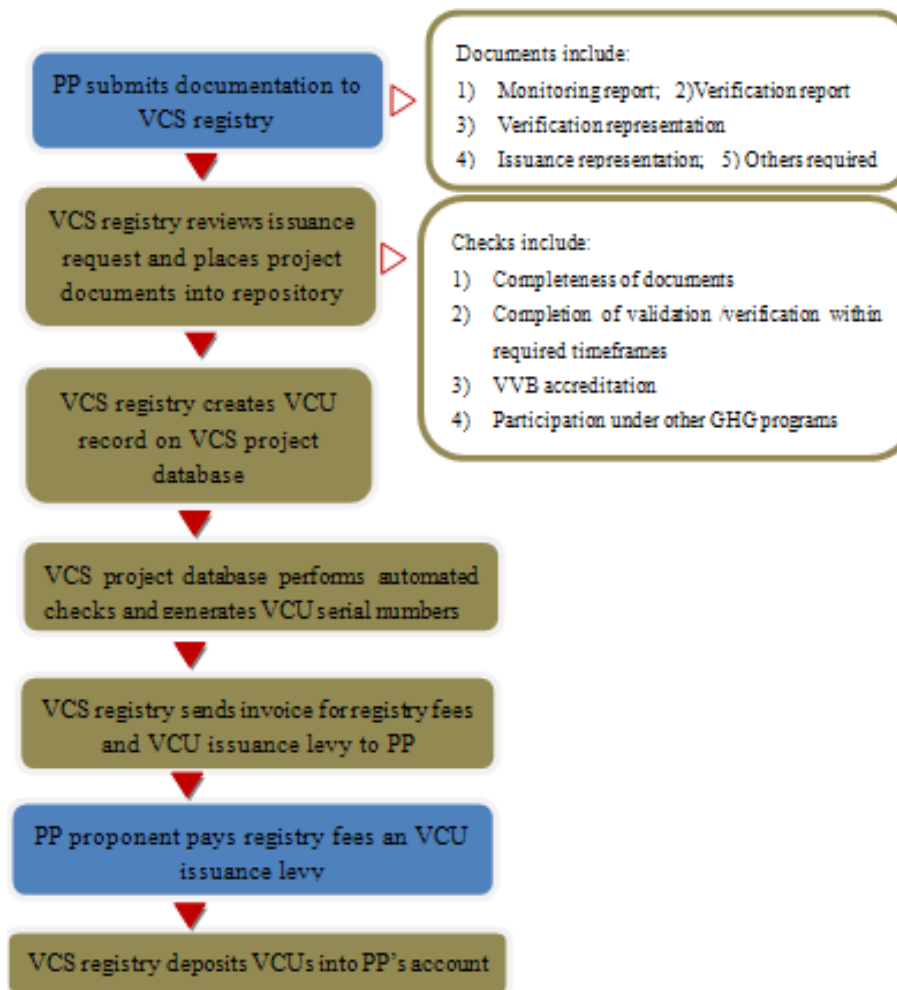 PP submits documentation to
VCS registry
Documents include:
1) Monitoring report; 2)Verification report
3) Verification representation
4) Issuance representation; 5) Others required
VCS registry reviews issuance
request and places project
documents into repository
Checks include:
1) Completeness of documents
2) Completion of validation /verification within
required timeframes
3) VVB accreditation
4) Participation under other GHG programs
VCS registry creates VCU
record on VCS project
database
VCS project database performs automated
checks and generates VCU serial numbers
VCS registry sends invoice for registry fees
and VCU issuance levy to PP
PP proponent pays registry fees an VCU
issuance levy
VCS registry deposits VCUs into PP's account